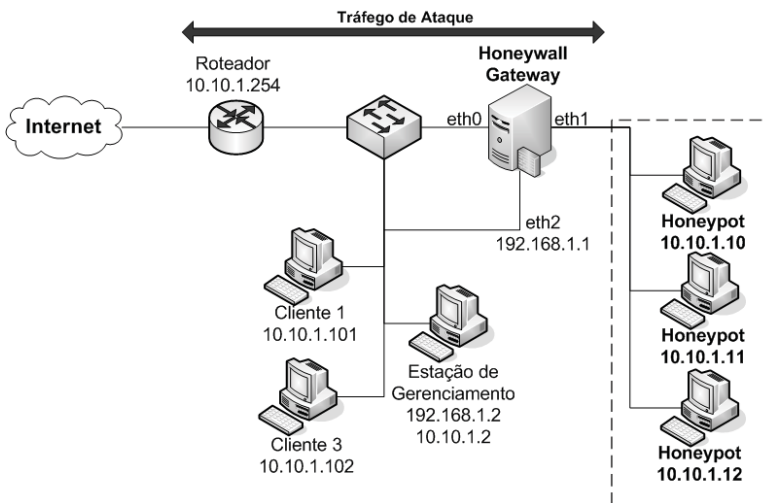 Tráfego de Ataque
Roteador
10.10.1.254
Honeywall
Gateway
Internet
eth0
eth1
eth2
192.168.1.1
Honeypot
10.10.1.10
Cliente 1
10.10.1.101
Honeypot
10.10.1.11
Estação de
Gerenciamento
192.168.1.2
10.10.1.2
Cliente 3
10.10.1.102
Honeypot
10.10.1.12